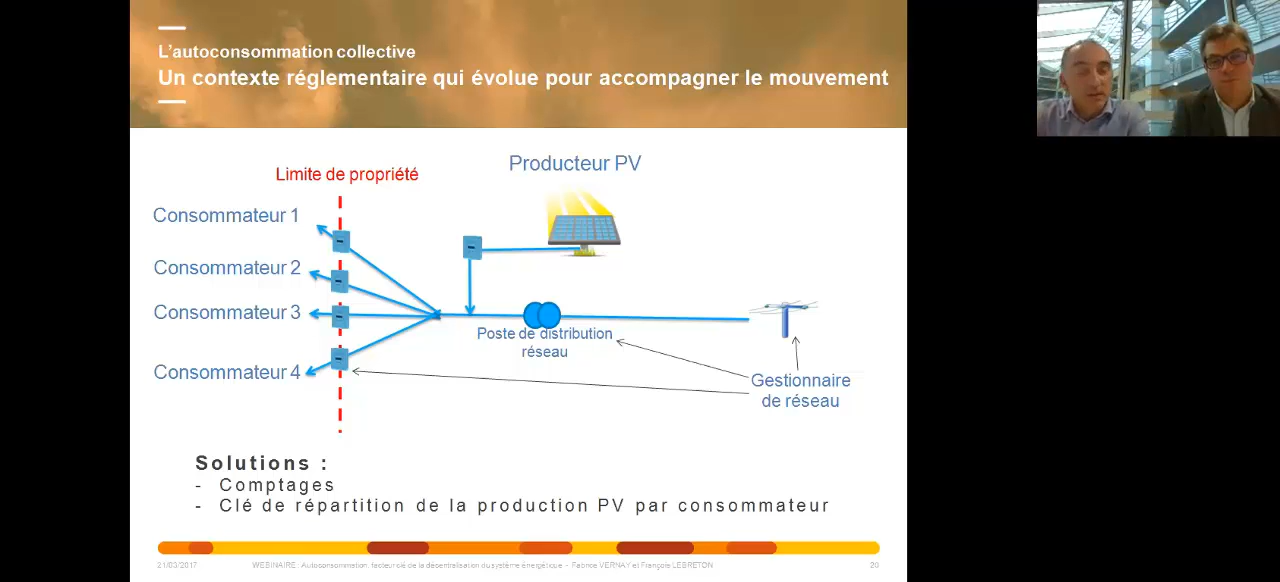 L'autoconsommation collective
Un contexte réglementaire qui évolue pour accompagner le mouvement
Producteur PV
Limite de propriété
Consommateur 1
Consommateur 2
Consommateur 3
Consommateur 4
Poste de distribution
réseau
Gestionnaire
de réseau
Solutions :
- Comptages
- Clé de répartition de la production PV par consommateur
21/03/2017 WEBINAIRE : Autoconsommation, facteur clé de la décentralisation du système énergétique - Fabrice VERNAY et François LEBRETON 20